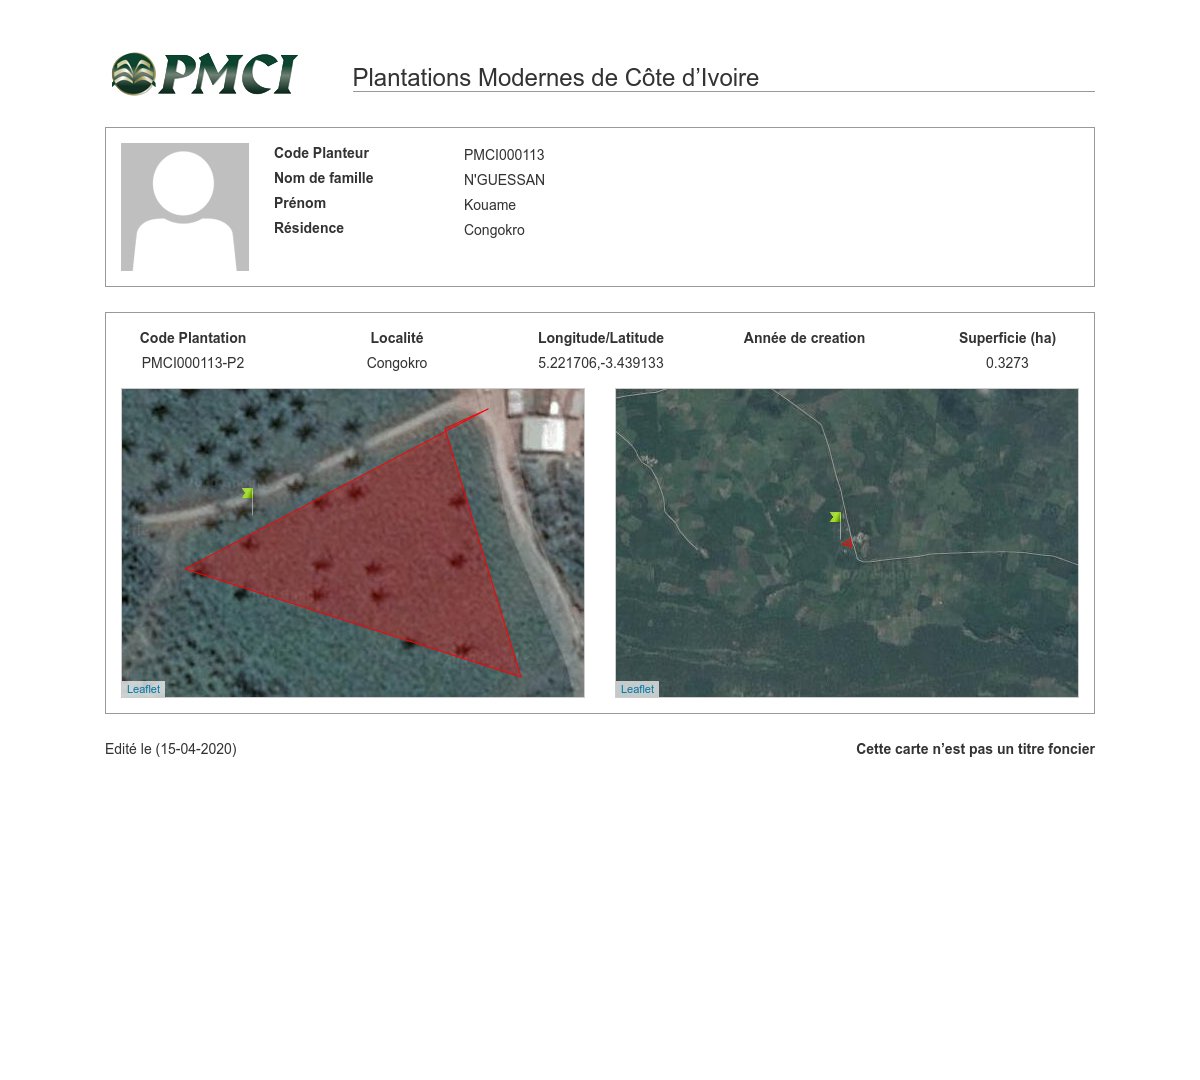 PMCI
Plantations Modernes de Côte d’Ivoire
Code Planteur PMCI000113
Nom de famille N'GUESSAN
Prénom Kouame
Résidence Congokro
Code Plantation Localité Longitude/Latitude Année de creation Superficie (ha)
PMCI000113-P2 Congokro 5.221706,-3.439133 0.3273
Leaflet Leaflet
Edité le (15-04-2020) Cette carte n’est pas un titre foncier